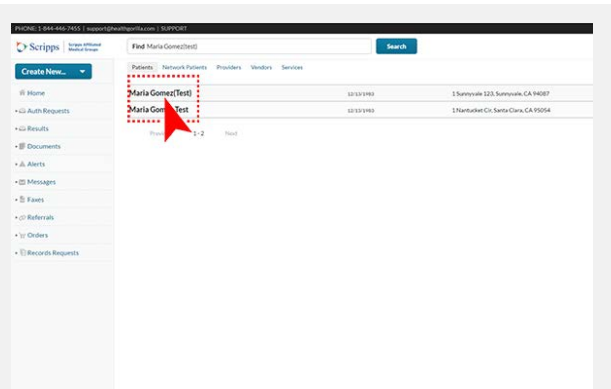 PHONE: 1-844-446-7455 | support@healthgorilla.com | SUPPORT
Scripps Scripps Affiliated Medical Groups
Find Maria Gomez(test) Search
Create New...
Patients Network Patients Providers Vendors Services
Home
Maria Gomez(Test) 12/13/1983 1 Sunnyvale 123, Sunnyvale, CA 94087
Auth Requests
Maria Gom Test 12/13/1983 1 Nantucket Cir, Santa Clara, CA 95054
Results
1-2 Next
Documents
Alerts
Messages
Faxes
Referrals
Orders
Records Requests